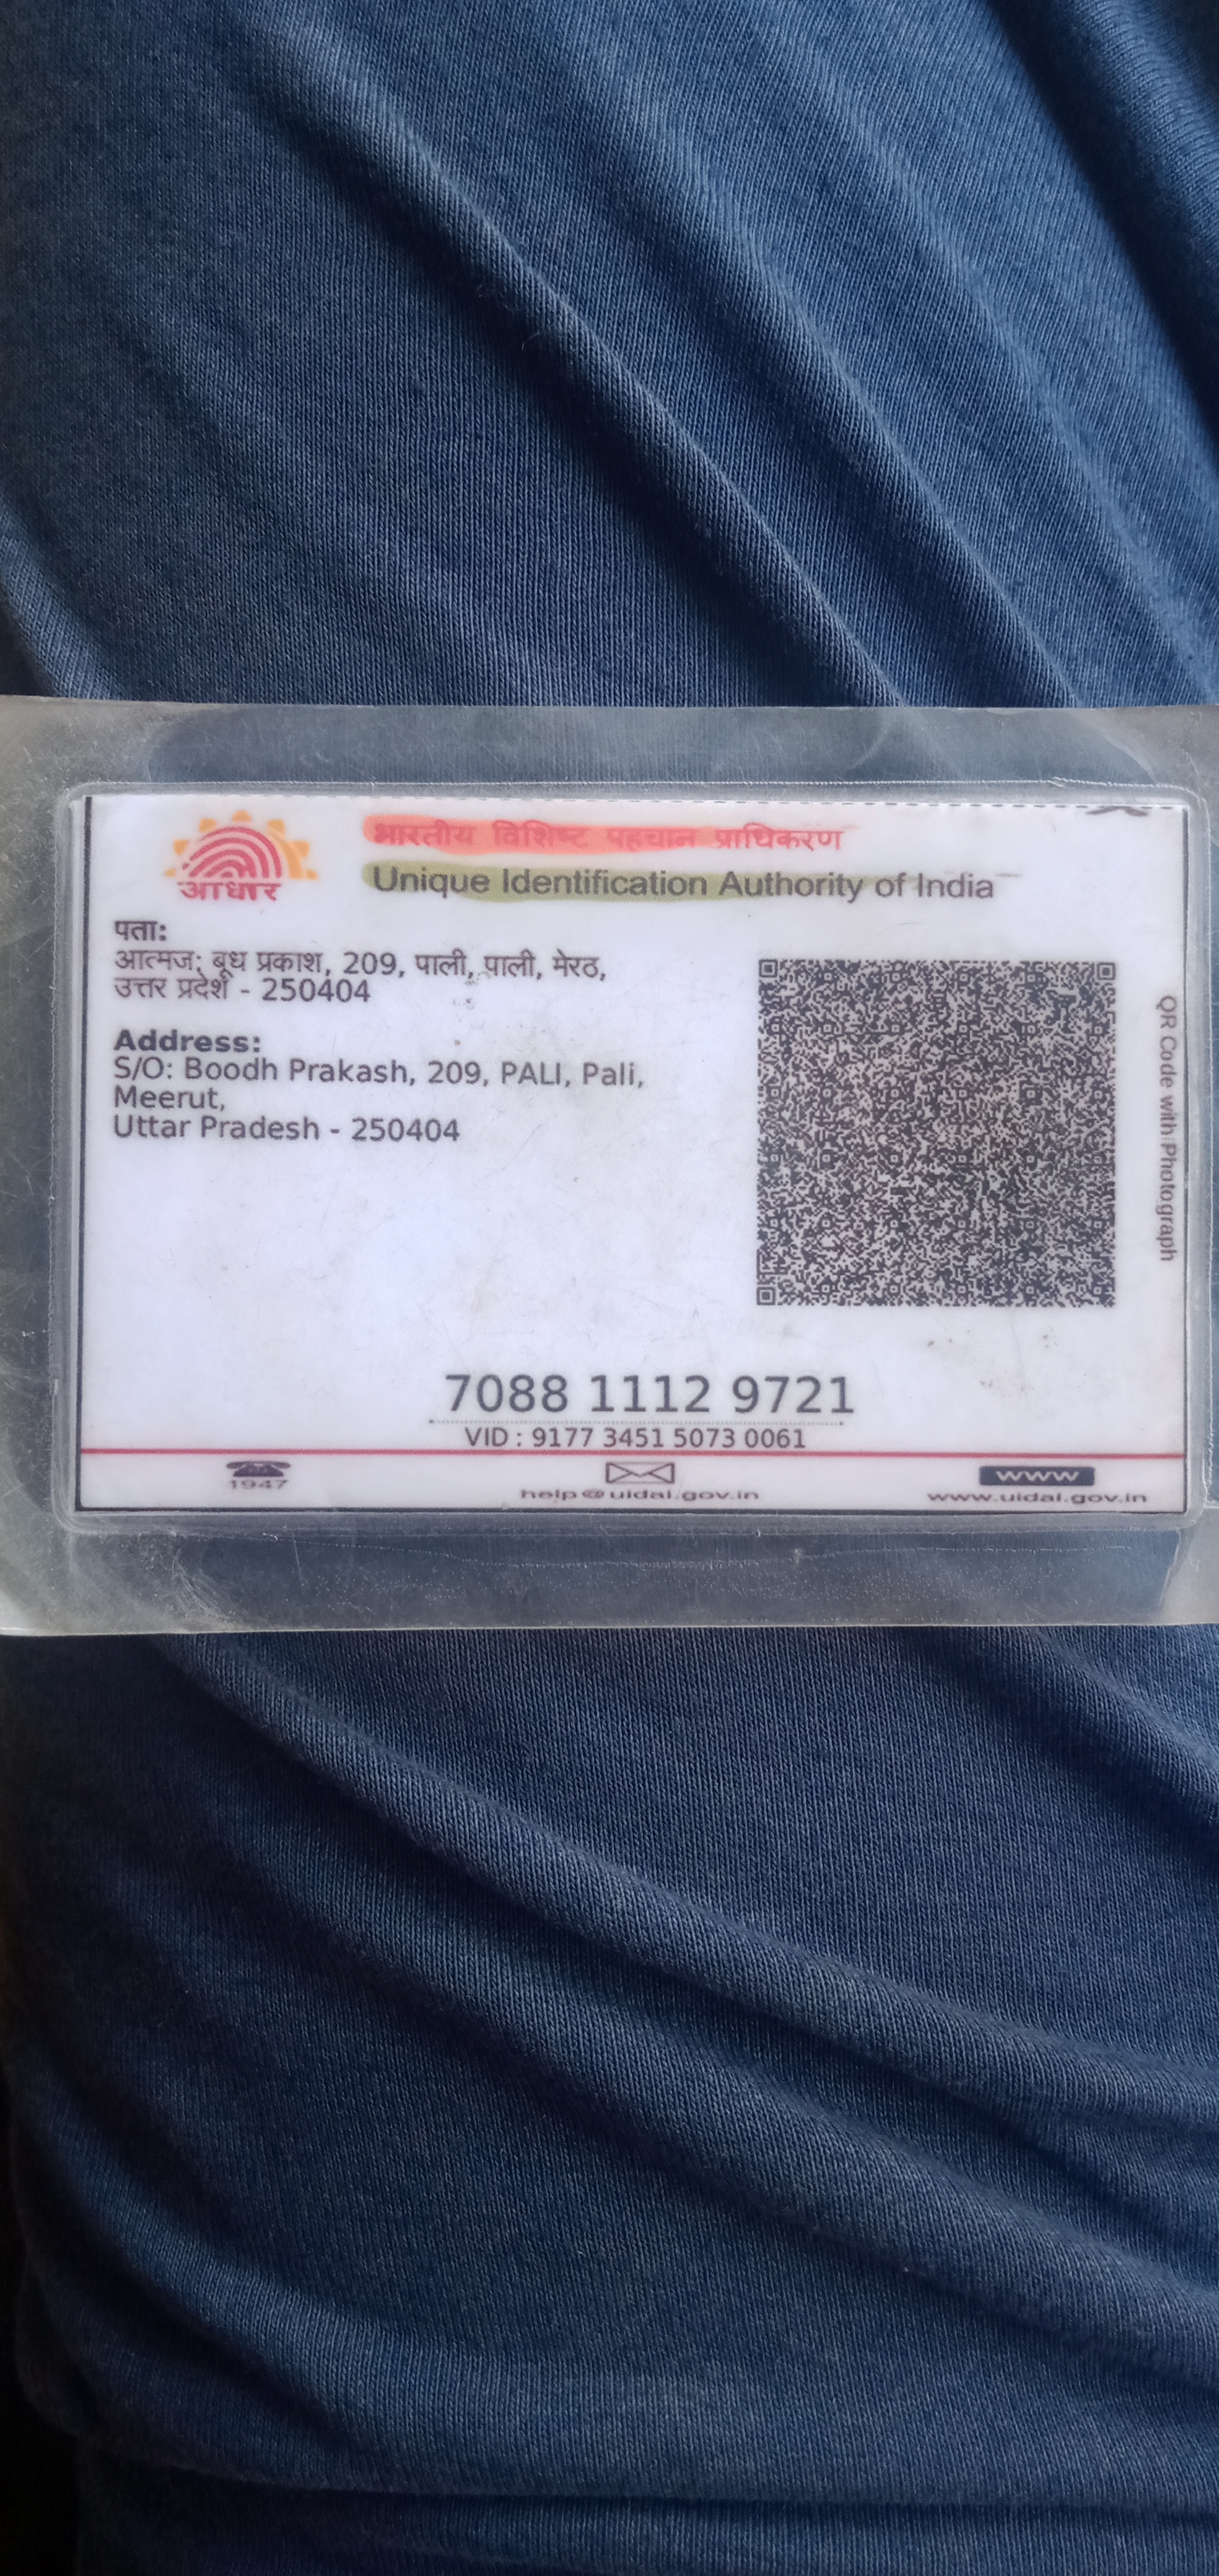 आधार
भारतीय विशिष्ट पहचान प्राधिकरण
Unique Identification Authority of India
पता:
आत्मज: बूध प्रकाश, 209, पाली, पाली, मेरठ,
उत्तर प्रदेश - 250404
Address:
S/O: Boodh Prakash, 209, PALI, Pali,
Meerut,
Uttar Pradesh - 250404
QR Code with Photograph
7088 1112 9721
VID : 9177 3451 5073 0061
1947
help@uidai.gov.in
www
www.uidai.gov.in